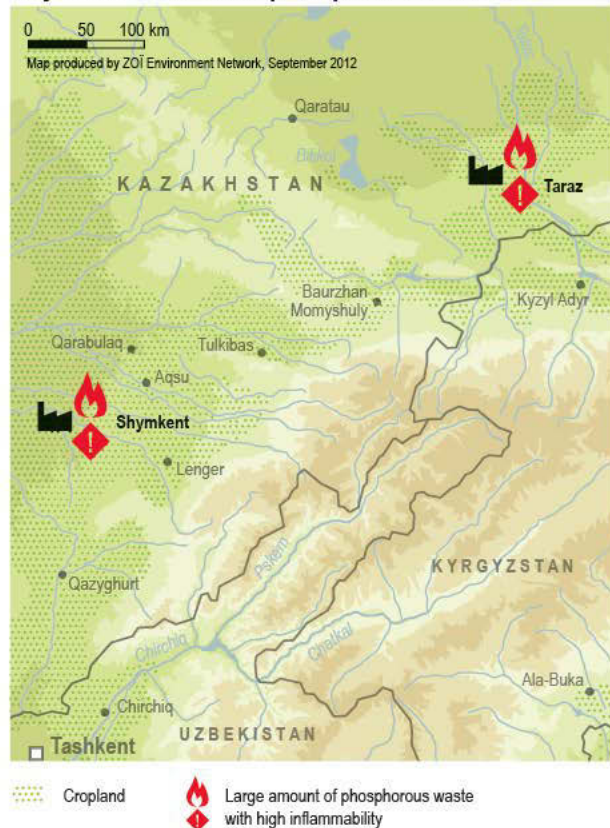 0 50 100 km
Map produced by ZOÏ Environment Network, September 2012
Talas
Qaratau
Biilikol
KAZAKHSTAN
Taraz
Baurzhan
Momyshuly
Kyzyl Adyr
Qarabulaq
Tulkibas
Aqsu
Shymkent
Lenger
Pskem
KYRGYZSTAN
Qazyghurt
Chirchiq
Chatkal
Ala-Buka
Chirchiq
UZBEKISTAN
Tashkent
Cropland
Large amount of phosphorous waste
with high inflammability